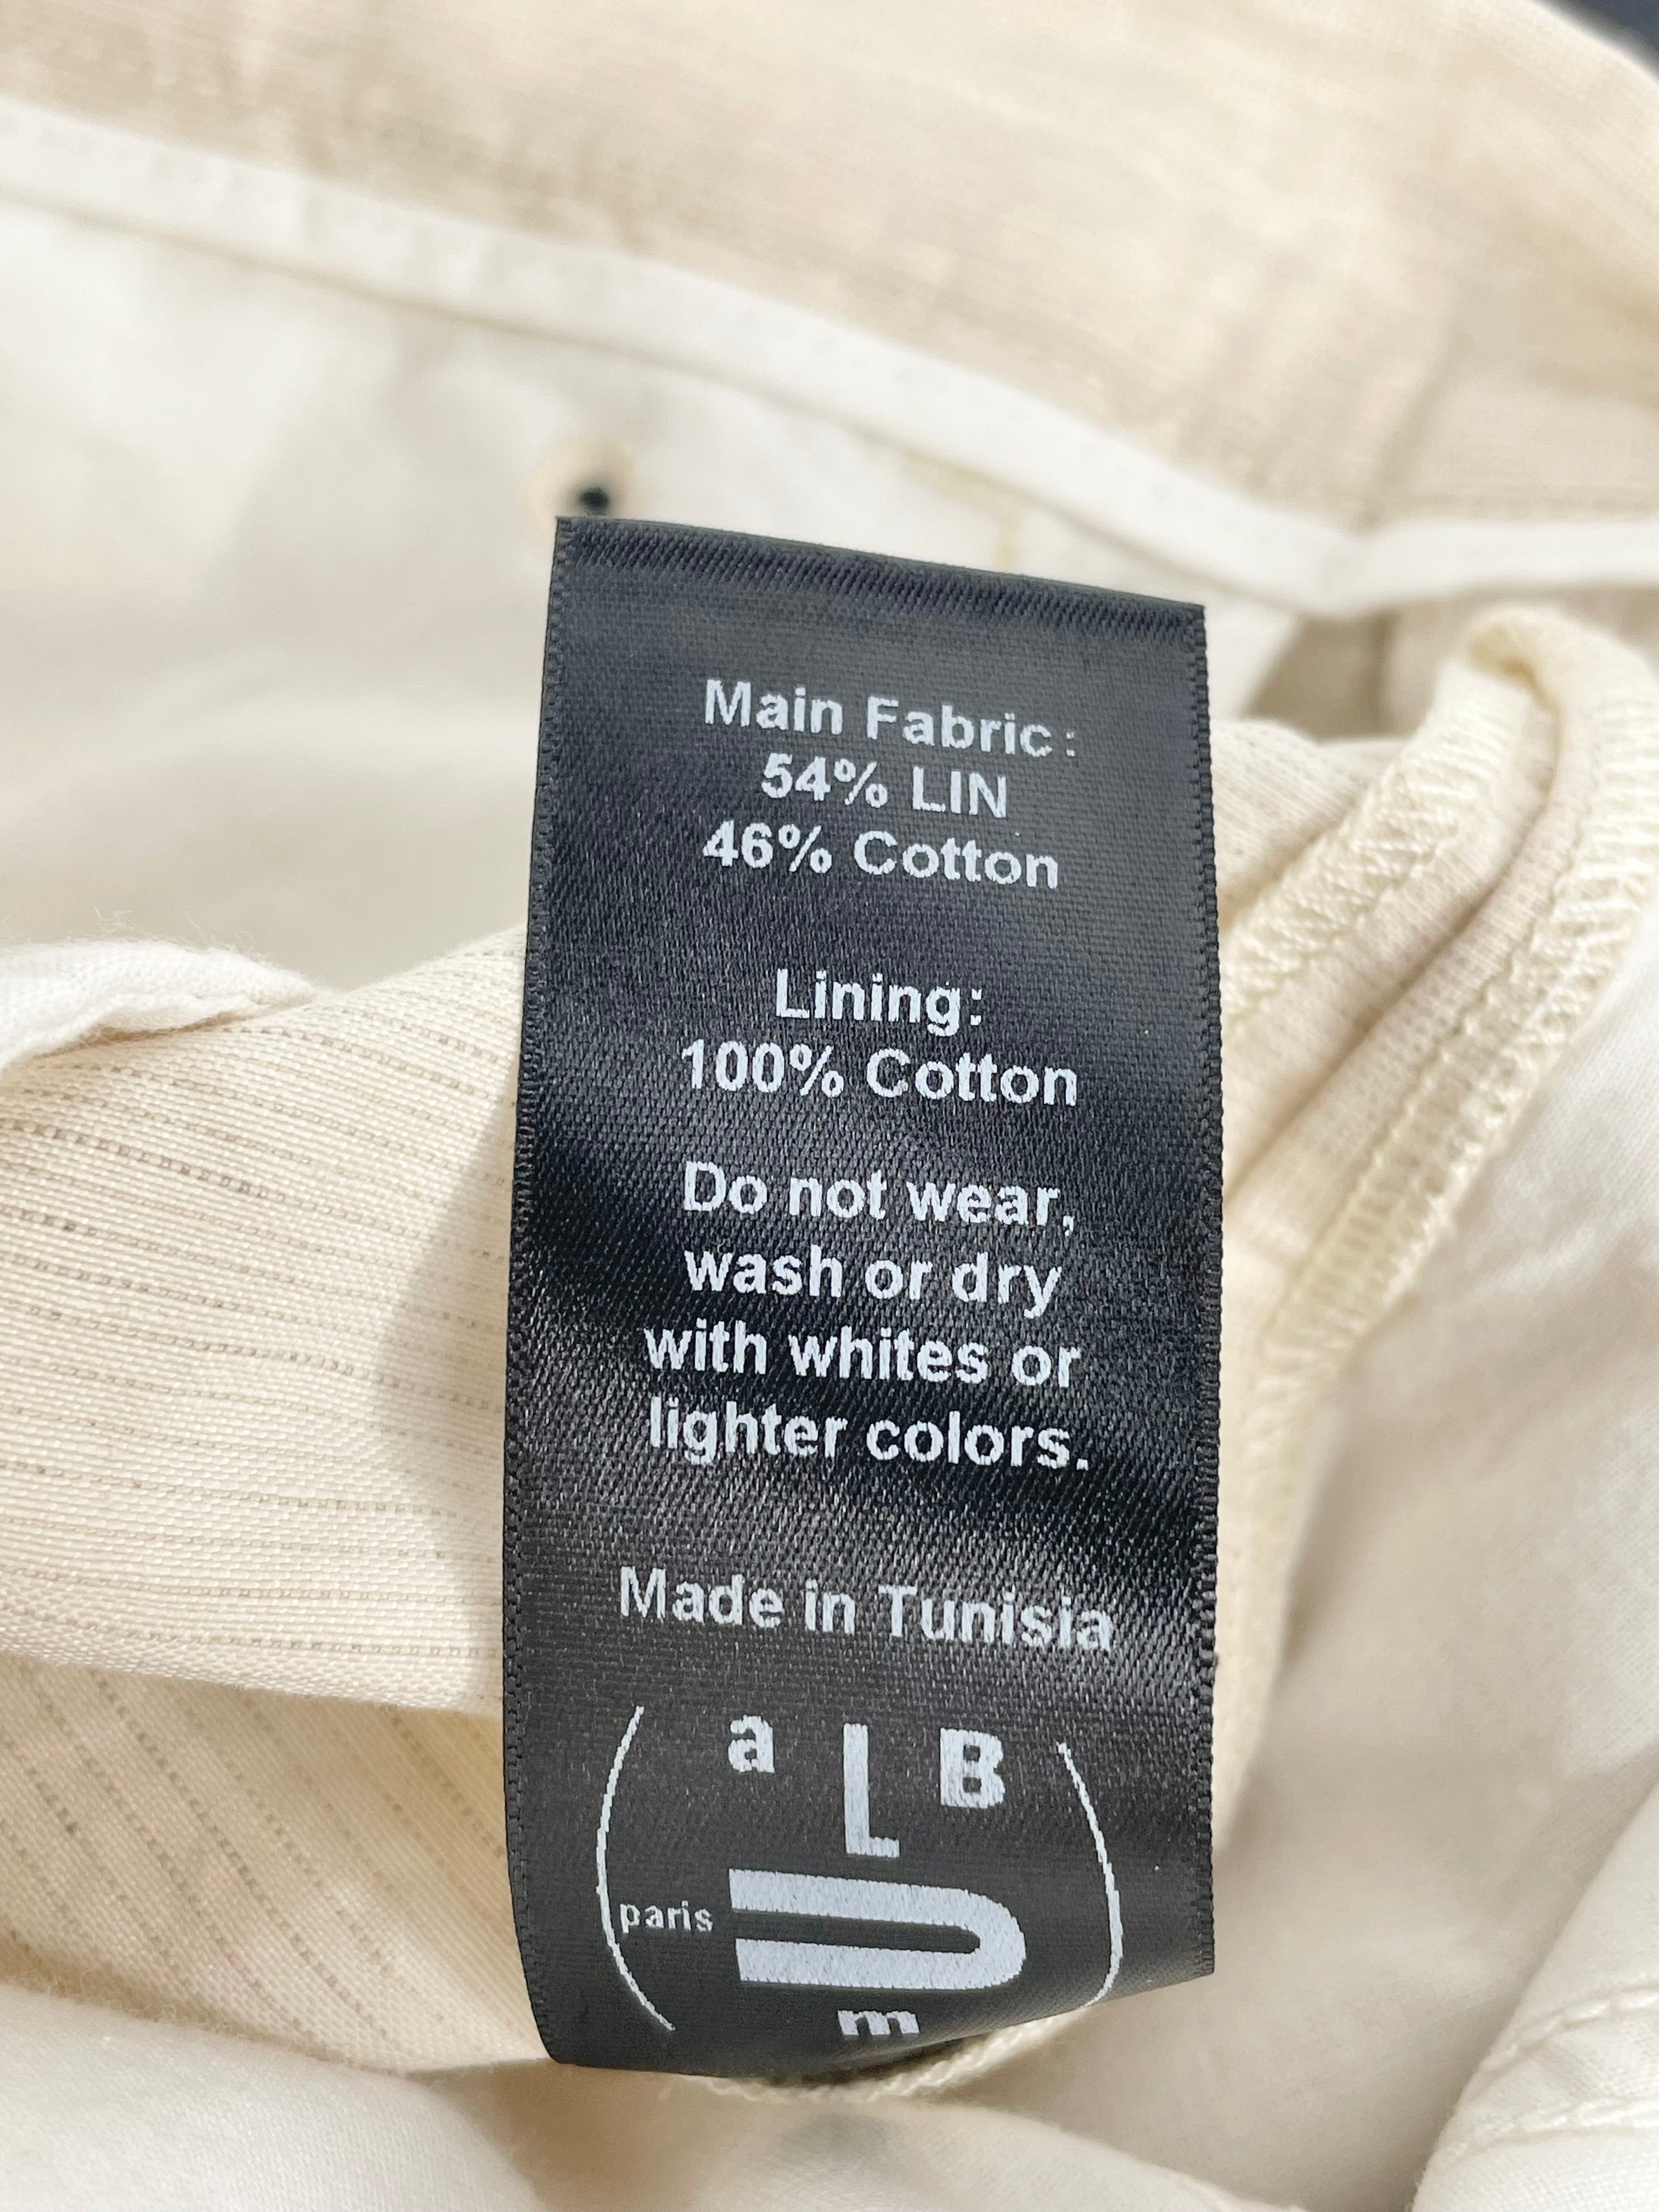 Main Fabric:
54% LIN
46% Cotton
Lining:
100% Cotton
Do not wear,
wash or dry
with whites or
lighter colors.
Made in Tunisia
a L B
paris U
m